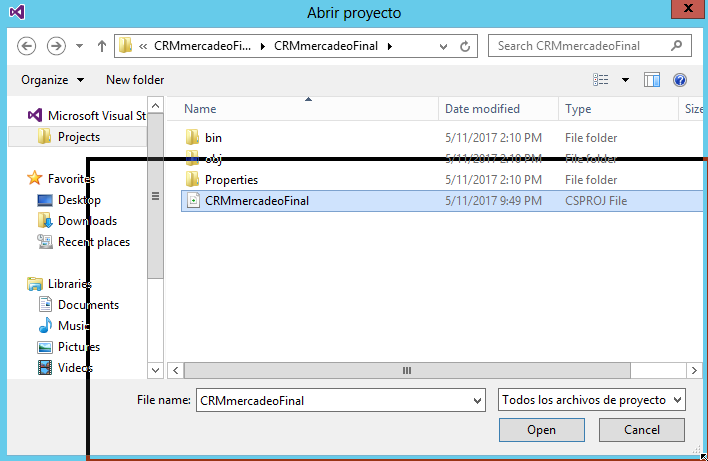 Abrir proyecto
« CRMmercadeoFi... CRMmercadeoFinal
Search CRMmercadeoFinal
Organize New folder
Name Date modified Type Size
Microsoft Visual St
Projects
Favorites
Desktop
Downloads
Recent places
Libraries
Documents
Music
Pictures
Videos
bin 5/11/2017 2:10 PM File folder
obj 5/11/2017 2:10 PM File folder
Properties 5/11/2017 2:10 PM File folder
CRMmercadeoFinal 5/11/2017 9:49 PM CSPROJ File
File name: CRMmercadeoFinal Todos los archivos de proyecto
Open Cancel